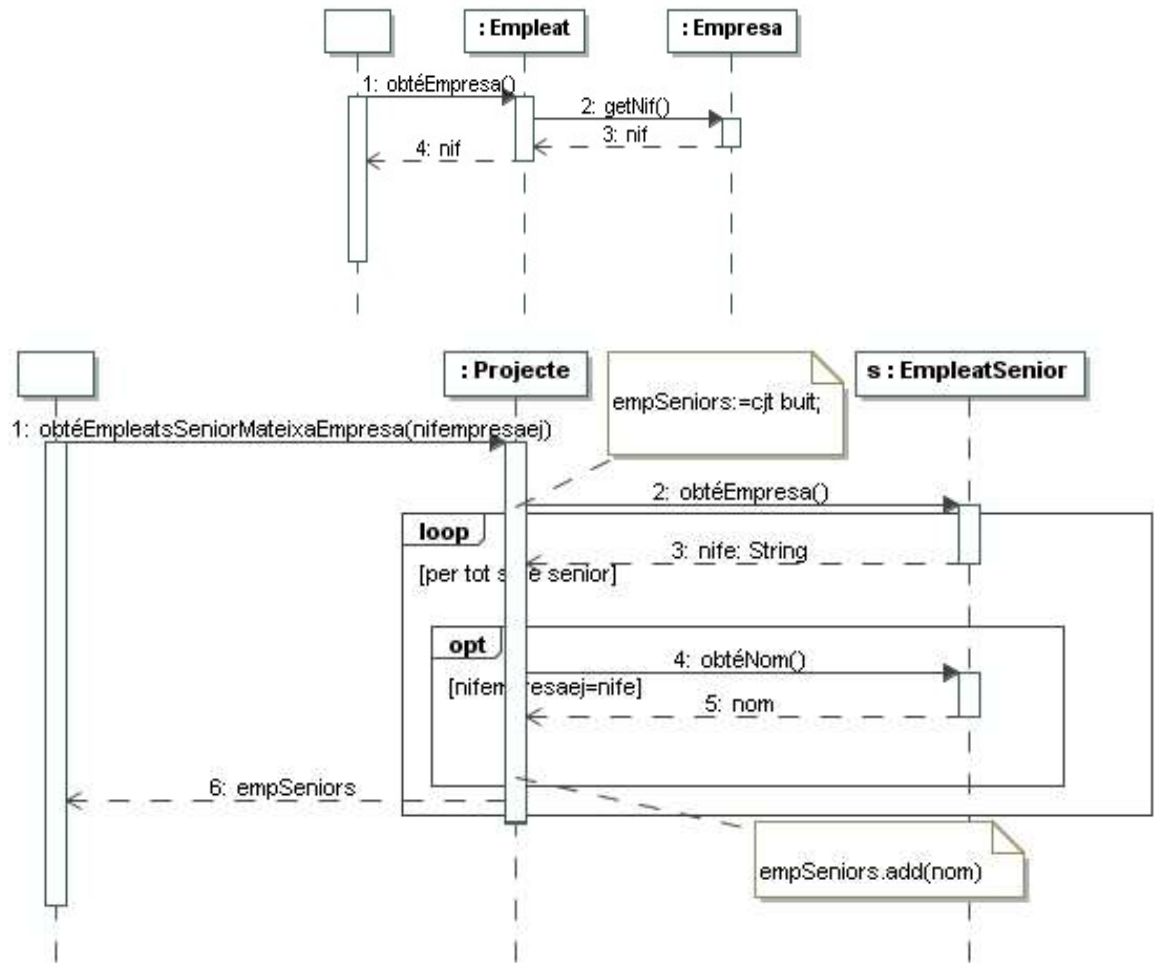 : Empleat
: Empresa
1: obtéEmpresa()
2: getNif()
3: nif
4: nif
: Projecte
s : EmpleatSenior
empSeniors:=cjt buit;
1: obtéEmpleatsSeniorMateixaEmpresa(nifempresaej)
2: obtéEmpresa()
loop
3: nife: String
[per tot s e senior]
opt
4: obtéNom()
[nifempresaej=nife]
5: nom
6: empSeniors
empSeniors.add(nom)